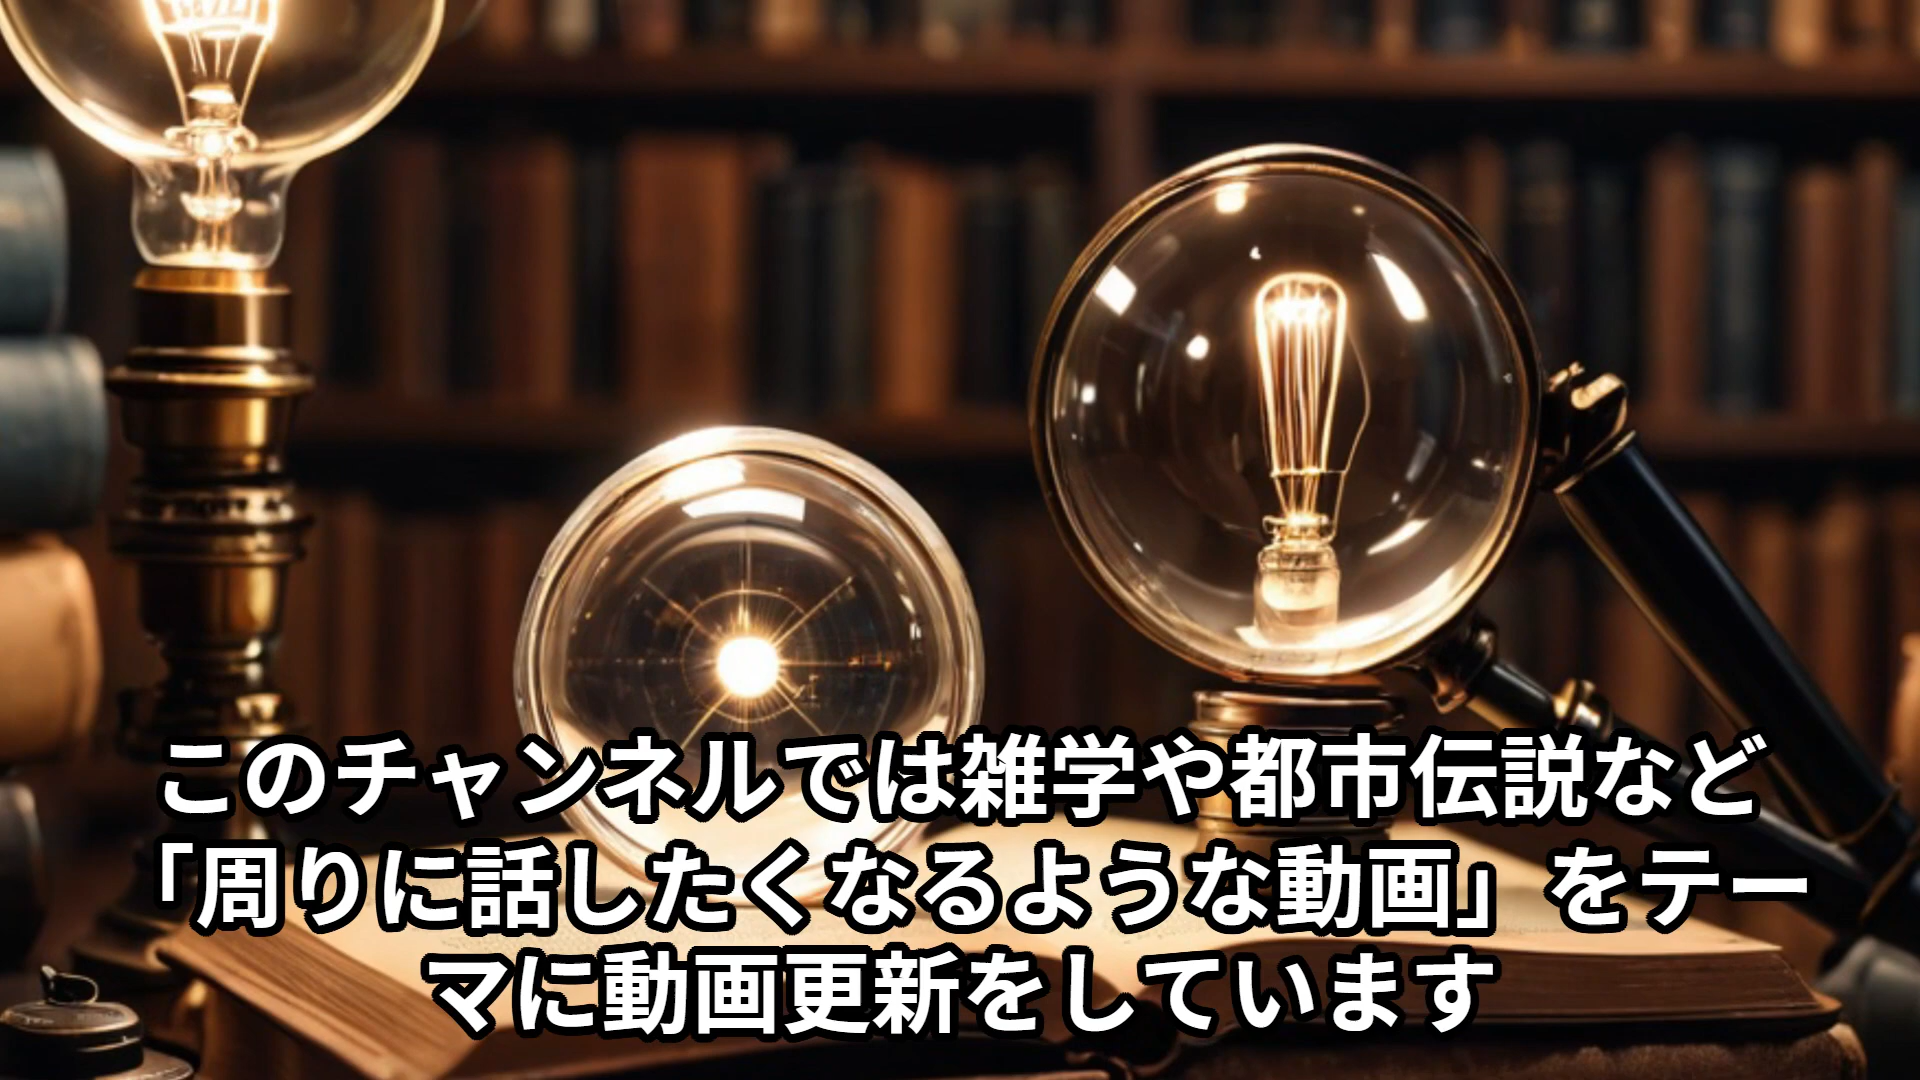 このチャンネルでは雑学や都市伝説など
「周りに話したくなるような動画」をテー
マに動画更新をしています